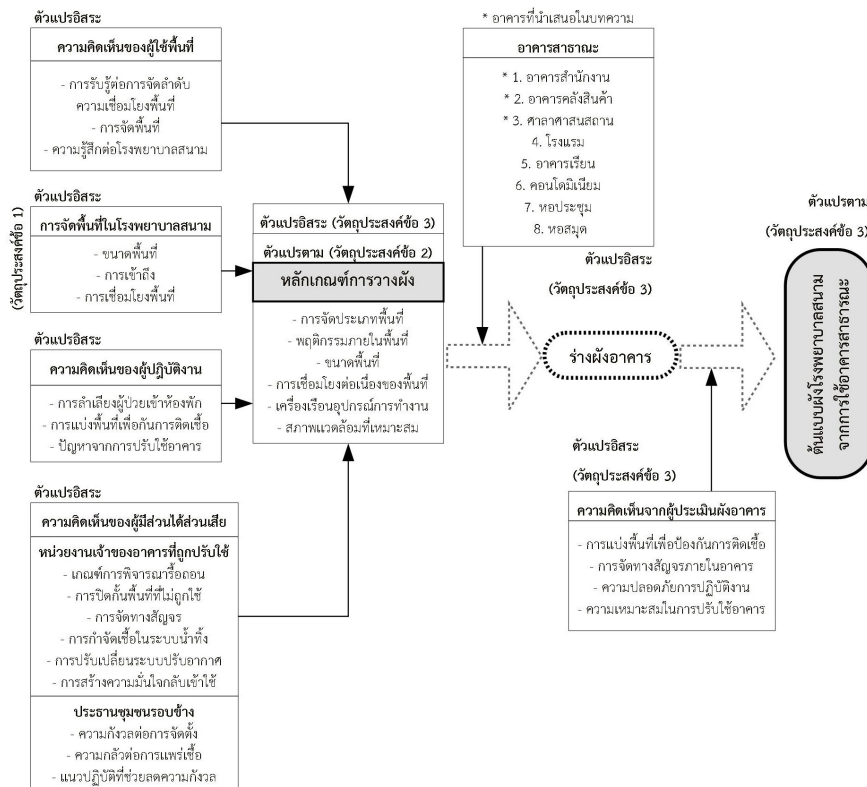 ตัวแปรอิสระ
ความคิดเห็นของผู้ใช้พื้นที่
- การรับรู้ต่อการจัดลำดับ
ความเชื่อมโยงพื้นที่
- การจัดพื้นที่
- ความรู้สึกต่อโรงพยาบาลสนาม
(วัตถุประสงค์ข้อ 1)
ตัวแปรอิสระ
การจัดพื้นที่ในโรงพยาบาลสนาม
- ขนาดพื้นที่
- การเข้าถึง
- การเชื่อมโยงพื้นที่
ตัวแปรอิสระ
ความคิดเห็นของผู้ปฎิบัติงาน
- การลำเลียงผู้ป่วยเข้าห้องพัก
- การแบ่งพื้นที่เพื่อกันการติดเชื้อ
- ปัญหาจากการปรับใช้อาคาร
ตัวแปรอิสระ
ความคิดเห็นของผู้มีส่วนได้ส่วนเสีย
หน่วยงานเจ้าของอาคารที่ถูกปรับใช้
- เกณฑ์การพิจารณารื้อถอน
- การปิดกั้นพื้นที่ที่ไม่ถูกใช้
- การจัดทางสัญจร
- การกำจัดเชื้อในระบบน้ำทิ้ง
- การปรับเปลี่ยนระบบปรับอากาศ
- การสร้างความมั่นใจกลับเข้าใช้
ประธานชุมชนรอบข้าง
- ความกังวลต่อการจัดตั้ง
- ความกลัวต่อการแพร่เชื้อ
- แนวปฏิบัติที่ช่วยลดความกังวล
ตัวแปรอิสระ (วัตถุประสงค์ข้อ 3)
ตัวแปรตาม (วัตถุประสงค์ข้อ 2)
หลักเกณฑ์การวางผัง
- การจัดประเภทพื้นที่
- พฤติกรรมภายในพื้นที่
- ขนาดพื้นที่
- การเชื่อมโยงต่อเนื่องของพื้นที่
- เครื่องเรือนอุปกรณ์การทำงาน
- สภาพแวดล้อมที่เหมาะสม
* อาคารที่นำเสนอในบทความ
อาคารสาธาณะ
* 1. อาคารสำนักงาน
* 2. อาคารคลังสินค้า
* 3. ศาลาศาสนสถาน
4. โรงแรม
5. อาคารเรียน
6. คอนโดมิเนียม
7. หอประชุม
8. หอสมุด
ตัวแปรอิสระ
(วัตถุประสงค์ข้อ 3)
ร่างผังอาคาร
ตัวแปรอิสระ
(วัตถุประสงค์ข้อ 3)
ความคิดเห็นจากผู้ประเมินผังอาคาร
- การแบ่งพื้นที่เพื่อป้องกันการติดเชื้อ
- การจัดทางสัญจรภายในอาคาร
- ความปลอดภัยการปฏิบัติงาน
- ความเหมาะสมในการปรับใช้อาคาร
ตัวแปรตาม
(วัตถุประสงค์ข้อ 3)
ต้นแบบผังโรงพยาบาลสนาม
จากการใช้อาคารสาธารณะ